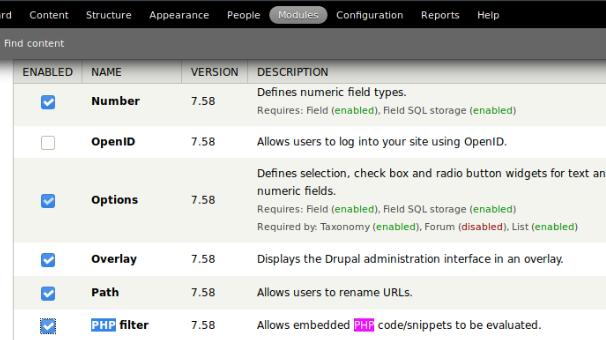 rd Content Structure Appearance People Modules Configuration Reports Help
Find content
ENABLED NAME VERSION DESCRIPTION
Number 7.58 Defines numeric field types.
Requires: Field (enabled), Field SQL storage (enabled)
OpenID 7.58 Allows users to log into your site using OpenID.
Defines selection, check box and radio button widgets for text an
numeric fields.
Options 7.58 Requires: Field (enabled), Field SQL storage (enabled)
Required by: Taxonomy (enabled), Forum (disabled), List (enabled)
Overlay 7.58 Displays the Drupal administration interface in an overlay.
Path 7.58 Allows users to rename URLs.
PHP filter 7.58 Allows embedded PHP code/snippets to be evaluated.